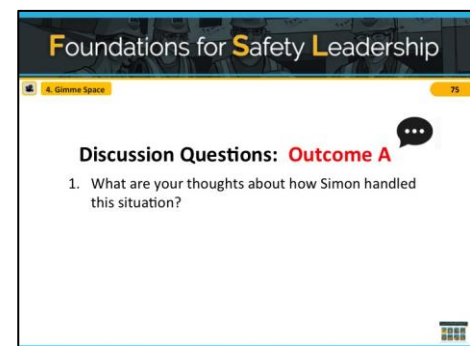 Foundations for Safety Leadership
4. Gimme Space
75
Discussion Questions: Outcome A
1. What are your thoughts about how Simon handled
this situation?